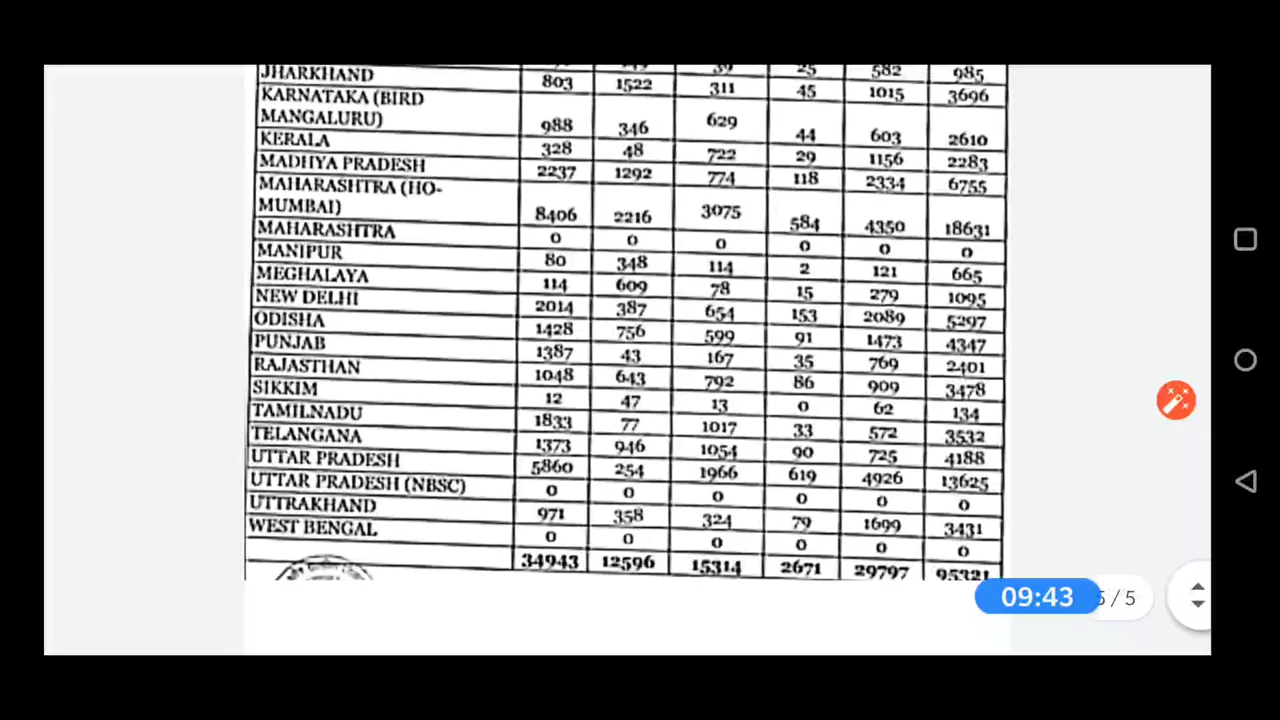 39 25 582 985
JHARKHAND 803 1522 311 45 1015 3696
KARNATAKA (BIRD
MANGALURU) 988 346 629 44 603 2610
KERALA 328 48 722 29 1156 2283
MADHYA PRADESH 2237 1292 774 118 2334 6755
MAHARASHTRA (HO-
MUMBAI) 8406 2216 3075 584 4350 18631
MAHARASHTRA 0 0 0 0 0 0
MANIPUR 80 348 114 2 121 665
MEGHALAYA 114 609 78 15 279 1095
NEW DELHI 2014 387 654 153 2089 5297
ODISHA 1428 756 599 91 1473 4347
PUNJAB 1387 43 167 35 769 2401
RAJASTHAN 1048 643 792 86 909 3478
SIKKIM 12 47 13 0 62 134
TAMILNADU 1833 77 1017 33 572 3532
TELANGANA 1373 946 1054 90 725 4188
UTTAR PRADESH 5860 254 1966 619 4926 13625
UTTAR PRADESH (NBSC) 0 0 0 0 0 0
UTTRAKHAND 971 358 324 79 1699 3431
WEST BENGAL 0 0 0 0 0 0
34943 12596 15314 2671 29797 95321
09:43 5 / 5